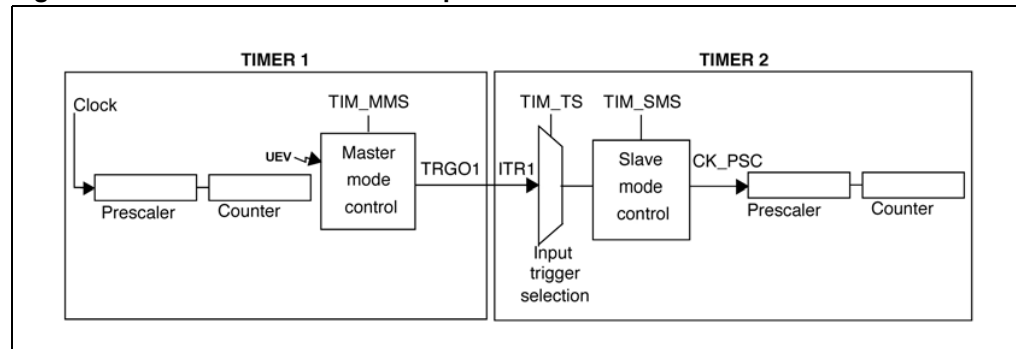 TIMER 1
TIMER 2
Clock
TIM_MMS
TIM_TS
TIM_SMS
UEV
Master
mode
control
TRGO1
ITR1
Slave
mode
control
CK_PSC
Prescaler
Counter
Prescaler
Counter
Input
trigger
selection